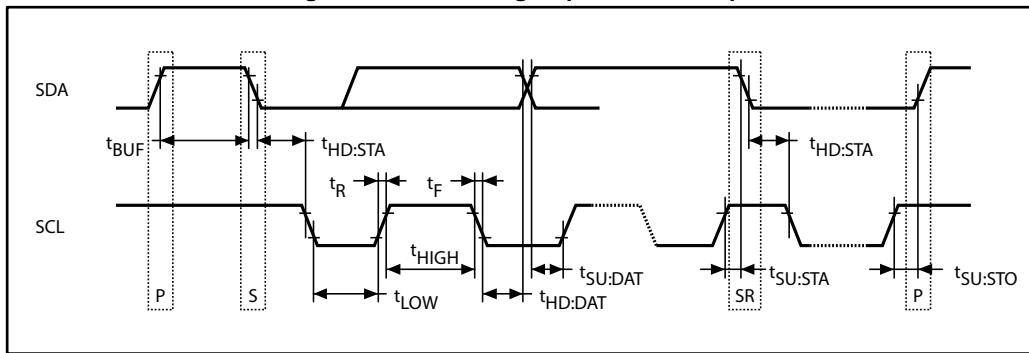 SDA
tBUF
tHD:STA
tHD:STA
tR
tF
SCL
tHIGH
tSU:DAT
tSU:STA
tSU:STO
tLOW
tHD:DAT
P
S
SR
P